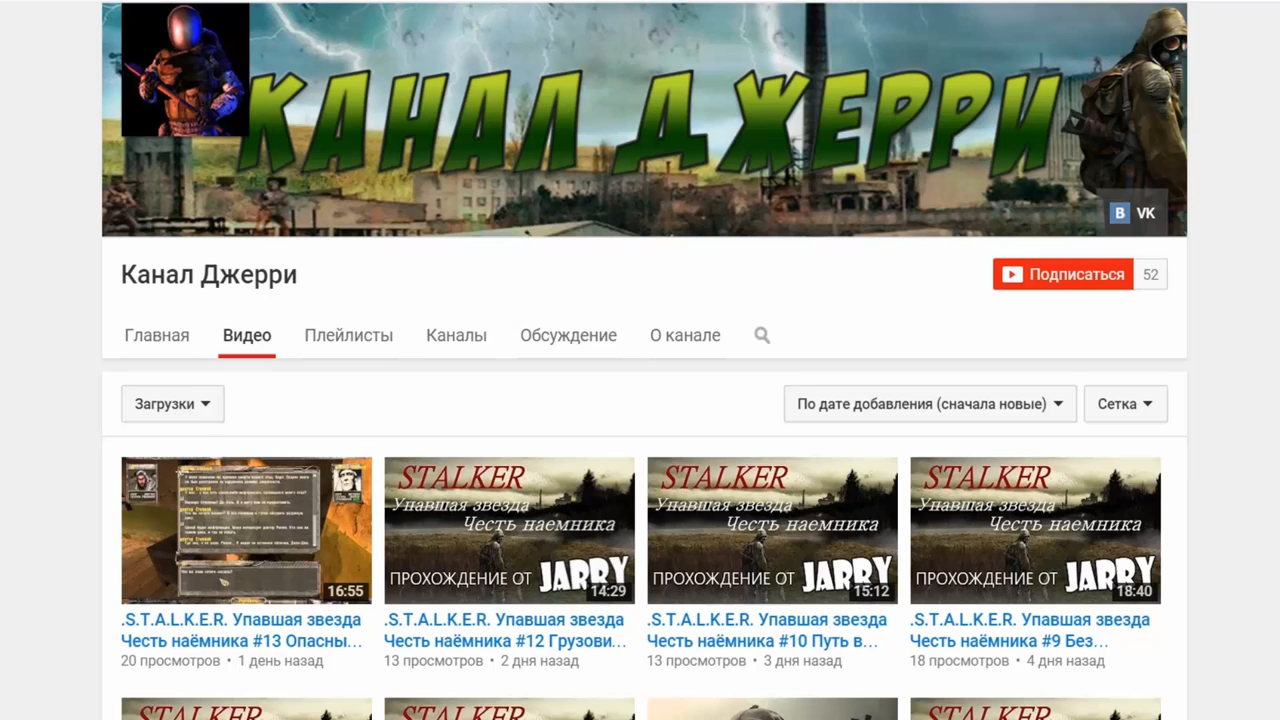 КАНАЛ ДЖЕРРИ
B VK
Канал Джерри
Подписаться 52
Главная Видео Плейлисты Каналы Обсуждение О канале
Загрузки По дате добавления (сначала новые) Сетка
STALKER STALKER STALKER
Упавшая звезда Упавшая звезда Упавшая звезда
Честь наемника Честь наемника Честь наемника
ПРОХОЖДЕНИЕ ОТ JARRY ПРОХОЖДЕНИЕ ОТ JARRY ПРОХОЖДЕНИЕ ОТ JARRY
16:55 14:29 15:12 18:40
.S.T.A.L.K.E.R. Упавшая звезда .S.T.A.L.K.E.R. Упавшая звезда .S.T.A.L.K.E.R. Упавшая звезда .S.T.A.L.K.E.R. Упавшая звезда
Честь наёмника #13 Опасны... Честь наёмника #12 Грузови... Честь наёмника #10 Путь в... Честь наёмника #9 Без...
20 просмотров • 1 день назад 13 просмотров • 2 дня назад 13 просмотров • 3 дня назад 18 просмотров • 4 дня назад
STALKER STALKER STALKER